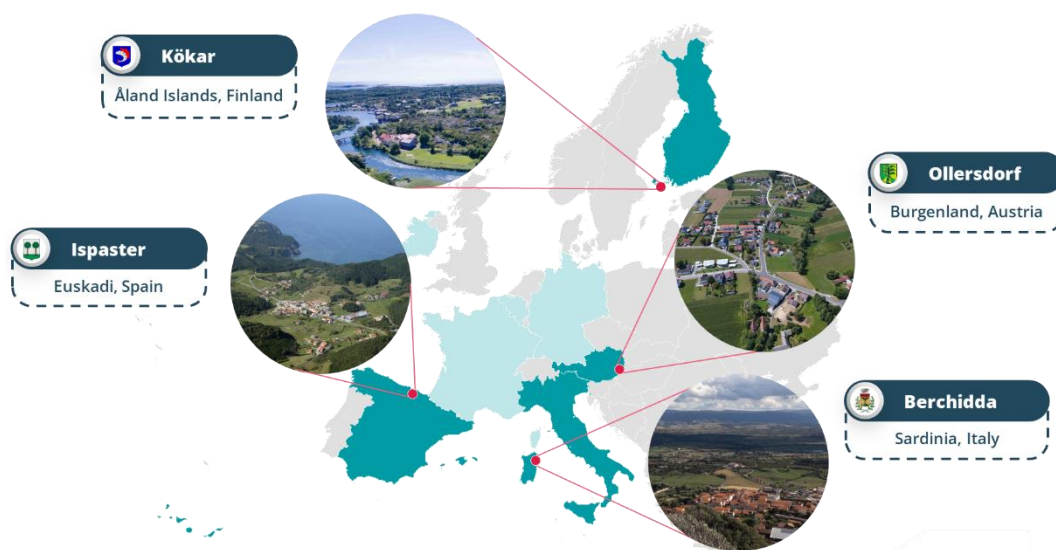 Kökar
Åland Islands, Finland
Ollersdorf
Burgenland, Austria
Ispaster
Euskadi, Spain
Berchidda
Sardinia, Italy